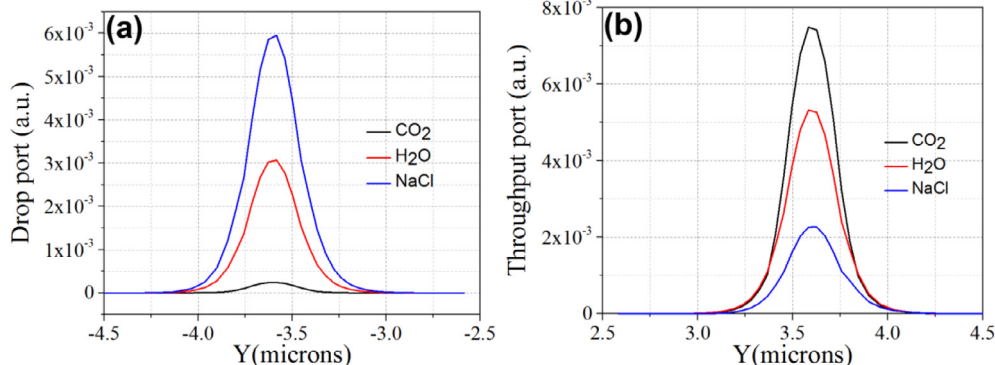 (a)
Drop port (a.u.)
6x10⁻³
5x10⁻³
4x10⁻³
3x10⁻³
2x10⁻³
1x10⁻³
0
CO₂
H₂O
NaCl
-4.5 -4.0 -3.5 -3.0 -2.5
Y(microns)
(b)
Throughput port (a.u.)
8x10⁻³
6x10⁻³
4x10⁻³
2x10⁻³
0
CO₂
H₂O
NaCl
2.5 3.0 3.5 4.0 4.5
Y(microns)